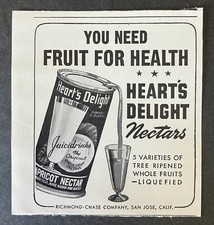 YOU NEED
FRUIT FOR HEALTH
HEART'S
DELIGHT
Nectars
5 VARIETIES OF
TREE RIPENED
WHOLE FRUITS
—LIQUEFIED
Heart's Delight
Juicidrinks
APRICOT NECTAR
RICHMOND-CHASE COMPANY, SAN JOSE, CALIF.